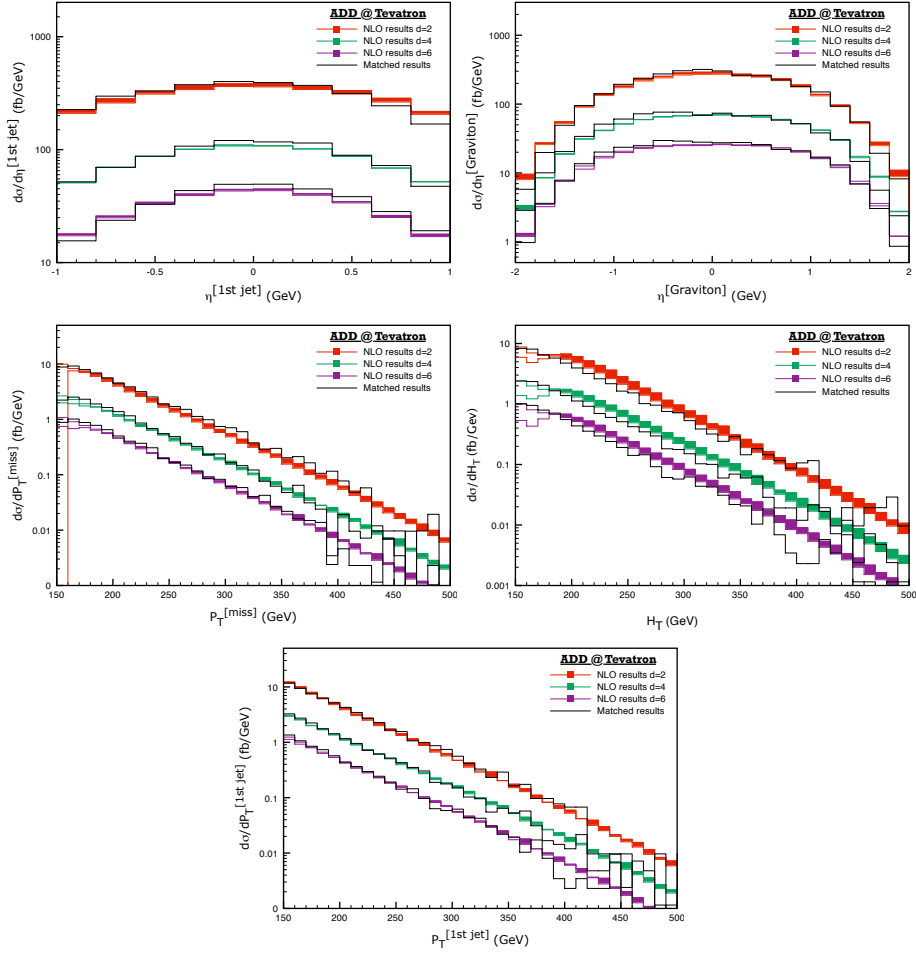 ADD @ Tevatron
NLO results d=2
NLO results d=4
NLO results d=6
Matched results
1000
100
10
-1
-0.5
0
0.5
1
dσ/dη[1st jet] (fb/GeV)
η[1st jet] (GeV)
ADD @ Tevatron
NLO results d=2
NLO results d=4
NLO results d=6
Matched results
1000
100
10
1
-2
-1
0
1
2
dσ/dη[Graviton] (fb/GeV)
η[Graviton] (GeV)
ADD @ Tevatron
NLO results d=2
NLO results d=4
NLO results d=6
Matched results
10
1
0.1
0.01
0
150
200
250
300
350
400
450
500
dσ/dPT[miss] (fb/GeV)
PT[miss] (GeV)
ADD @ Tevatron
NLO results d=2
NLO results d=4
NLO results d=6
Matched results
10
1
0.1
0.01
0.001
150
200
250
300
350
400
450
500
dσ/dHT (fb/Gev)
HT (GeV)
ADD @ Tevatron
NLO results d=2
NLO results d=4
NLO results d=6
Matched results
10
1
0.1
0.01
0
150
200
250
300
350
400
450
500
dσ/dPT[1st jet] (fb/GeV)
PT[1st jet] (GeV)